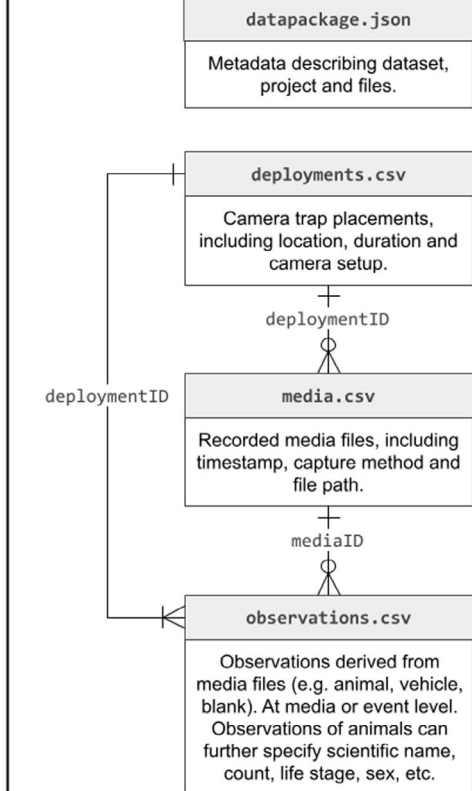 datapackage.json
Metadata describing dataset,
project and files.
deployments.csv
Camera trap placements,
including location, duration and
camera setup.
deploymentID
deploymentID
media.csv
Recorded media files, including
timestamp, capture method and
file path.
mediaID
observations.csv
Observations derived from
media files (e.g. animal, vehicle,
blank). At media or event level.
Observations of animals can
further specify scientific name,
count, life stage, sex, etc.